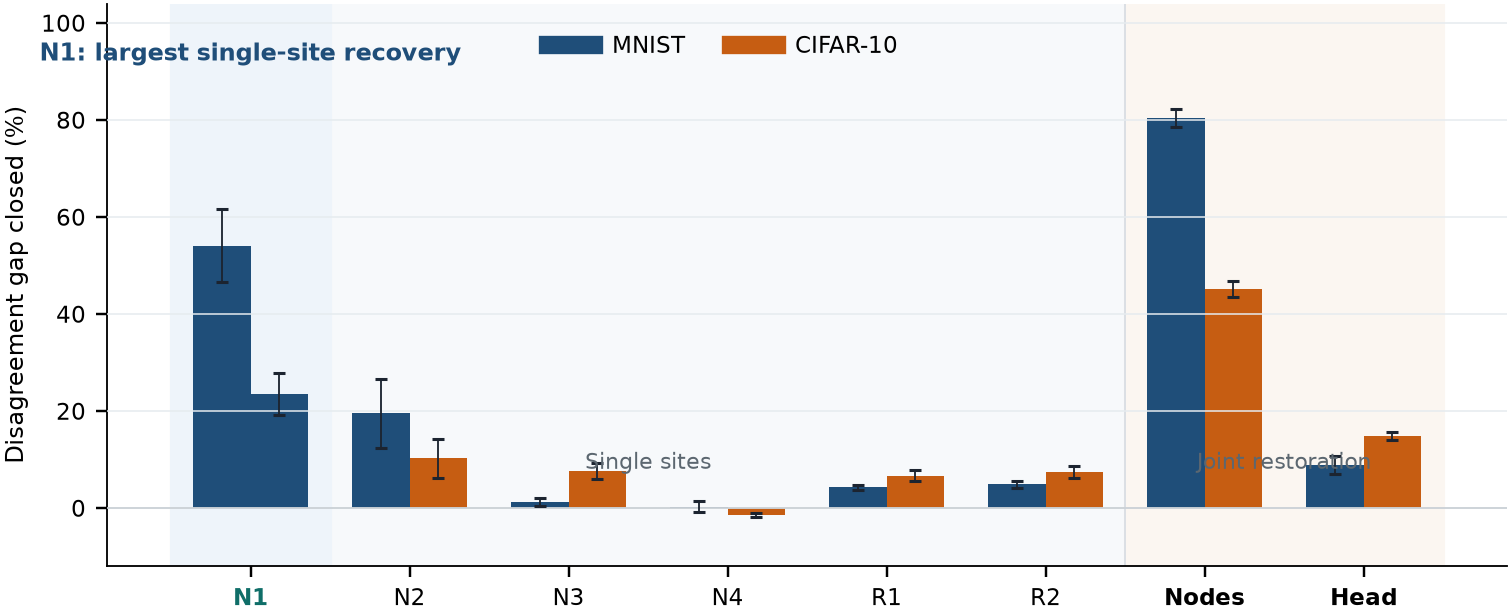 N1: largest single-site recovery
MNIST
CIFAR-10
Disagreement gap closed (%)
100
80
60
40
20
0
Single sites
Joint restoration
N1
N2
N3
N4
R1
R2
Nodes
Head